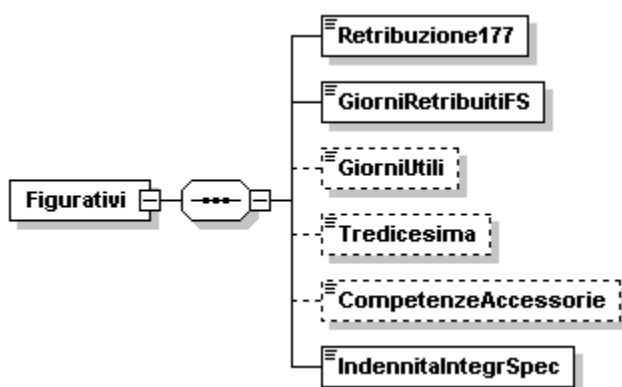 Retribuzione177
GiorniRetribuitiFS
GiorniUtili
Figurativi
Tredicesima
CompetenzeAccessorie
IndennitaIntegrSpec